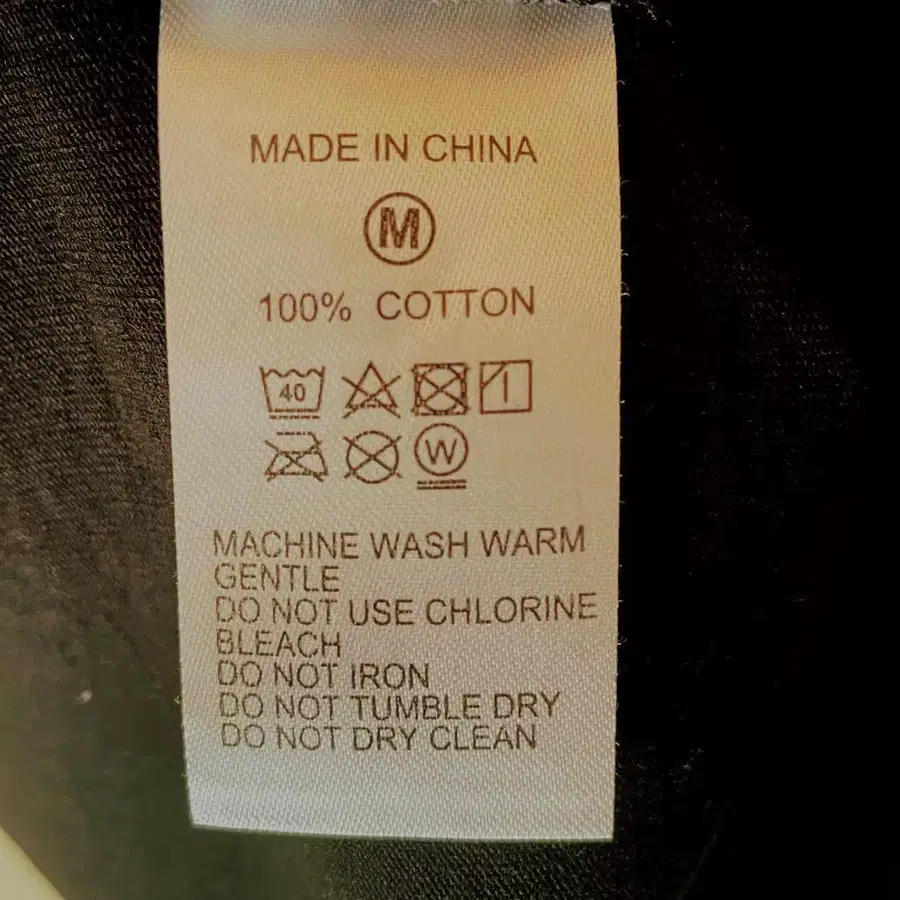 MADE IN CHINA
M
100% COTTON
40
W
MACHINE WASH WARM
GENTLE
DO NOT USE CHLORINE
BLEACH
DO NOT IRON
DO NOT TUMBLE DRY
DO NOT DRY CLEAN